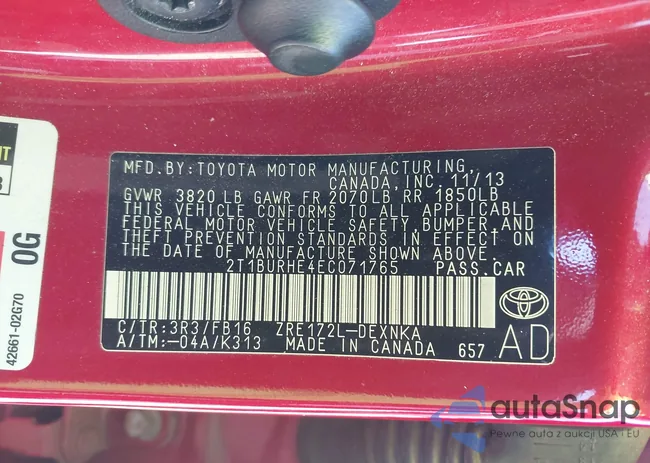 MFD. BY: TOYOTA MOTOR MANUFACTURING,
CANADA, INC. 11/13
GVWR 3820 LB GAWR FR 2070LB RR 1850LB
THIS VEHICLE CONFORMS TO ALL APPLICABLE
FEDERAL MOTOR VEHICLE SAFETY, BUMPER, AND
THEFT PREVENTION STANDARDS IN EFFECT ON
THE DATE OF MANUFACTURE SHOWN ABOVE.
2T1BURHE4EC071765 PASS. CAR
C/TR: 3R3/FB16 ZRE172L-DEXNKA
A/TM: -04A/K313 MADE IN CANADA 657
AD
0G
42661-02G70
autaSnap
Pewne auta z aukcji USA i EU